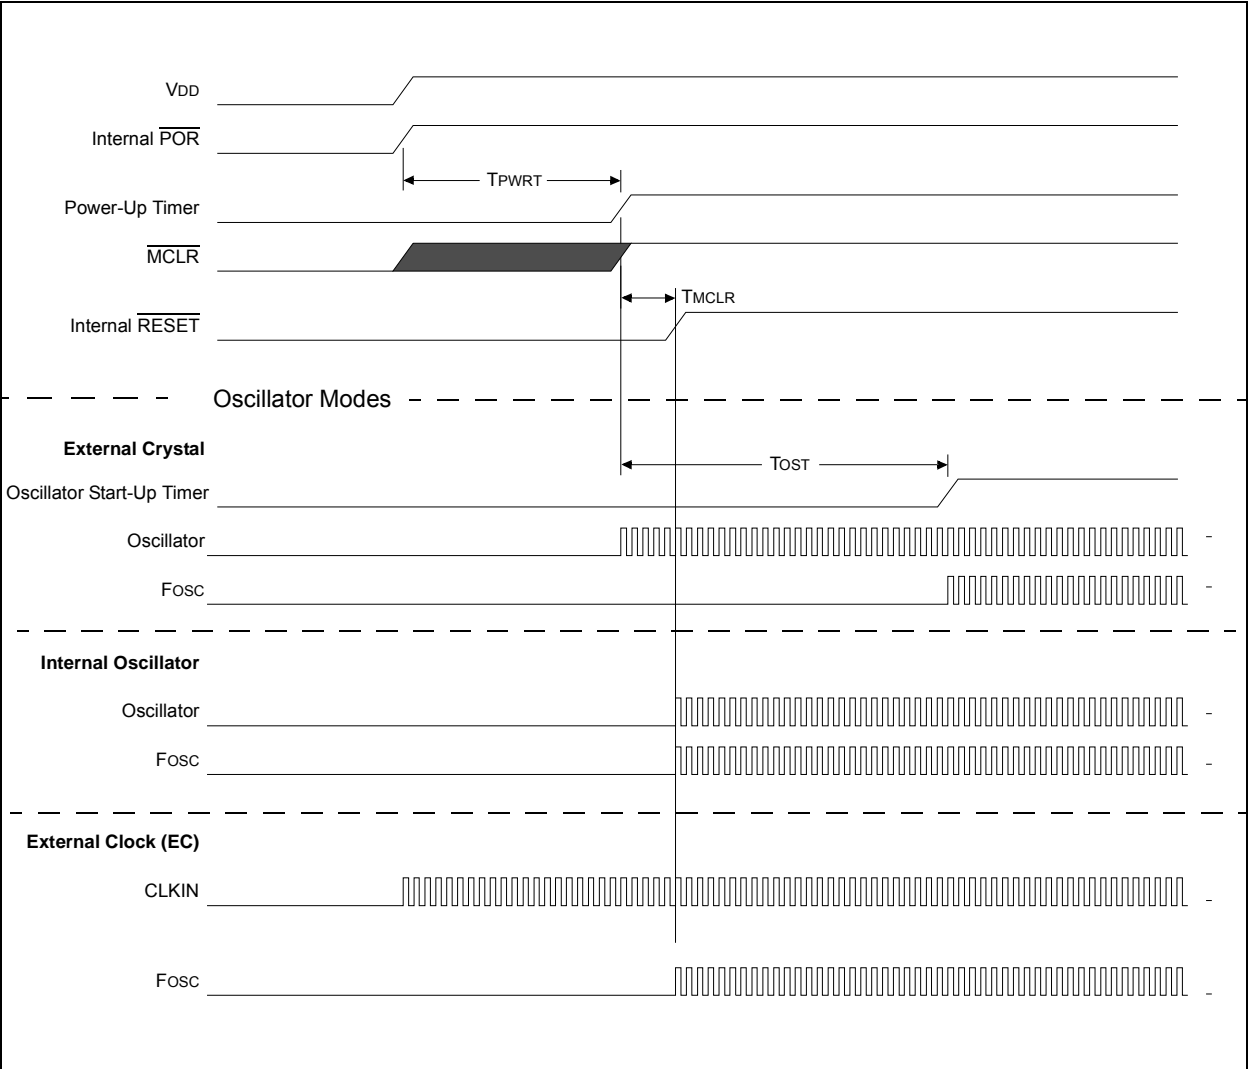 VDD
Internal POR
TPWRT
Power-Up Timer
MCLR
TMCLR
Internal RESET
Oscillator Modes
External Crystal
TOST
Oscillator Start-Up Timer
Oscillator
FOSC
Internal Oscillator
Oscillator
FOSC
External Clock (EC)
CLKIN
FOSC